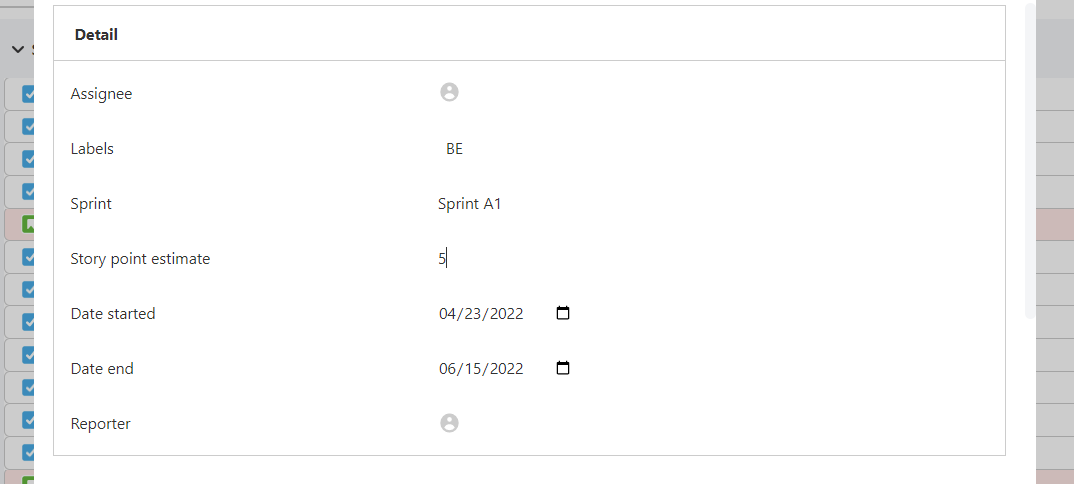 Detail
Assignee
Labels BE
Sprint Sprint A1
Story point estimate 5
Date started 04/23/2022
Date end 06/15/2022
Reporter